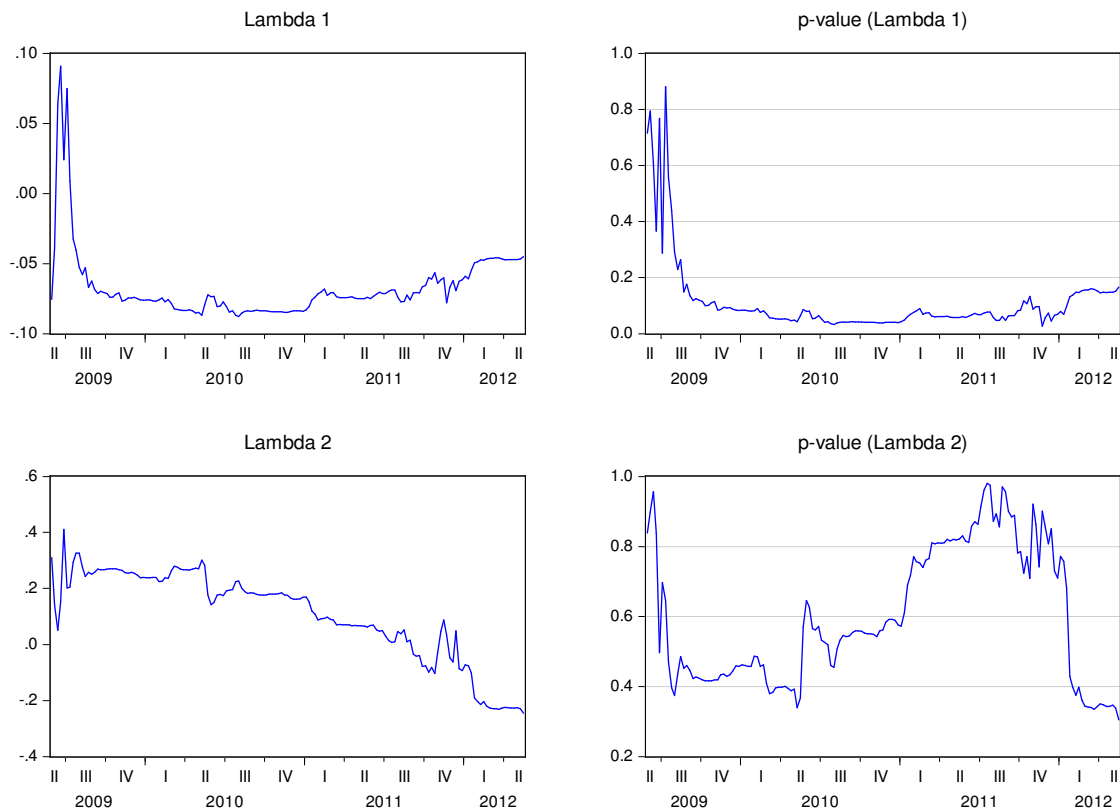 Lambda 1
.10
.05
.00
-.05
-.10
II III IV I II III IV I II III IV I II
2009 2010 2011 2012
p-value (Lambda 1)
1.0
0.8
0.6
0.4
0.2
0.0
II III IV I II III IV I II III IV I II
2009 2010 2011 2012
Lambda 2
.6
.4
.2
.0
-.2
-.4
II III IV I II III IV I II III IV I II
2009 2010 2011 2012
p-value (Lambda 2)
1.0
0.8
0.6
0.4
0.2
II III IV I II III IV I II III IV I II
2009 2010 2011 2012